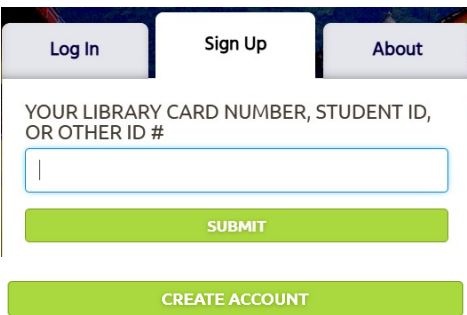 Log In
Sign Up
About
YOUR LIBRARY CARD NUMBER, STUDENT ID,
OR OTHER ID #
SUBMIT
CREATE ACCOUNT